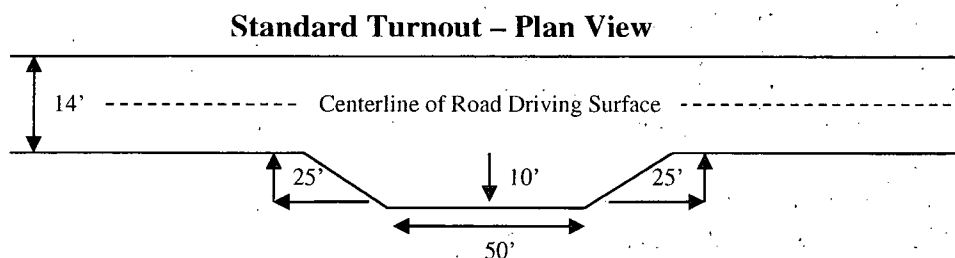 Standard Turnout – Plan View
14'
Centerline of Road Driving Surface
25'
10'
25'
50'